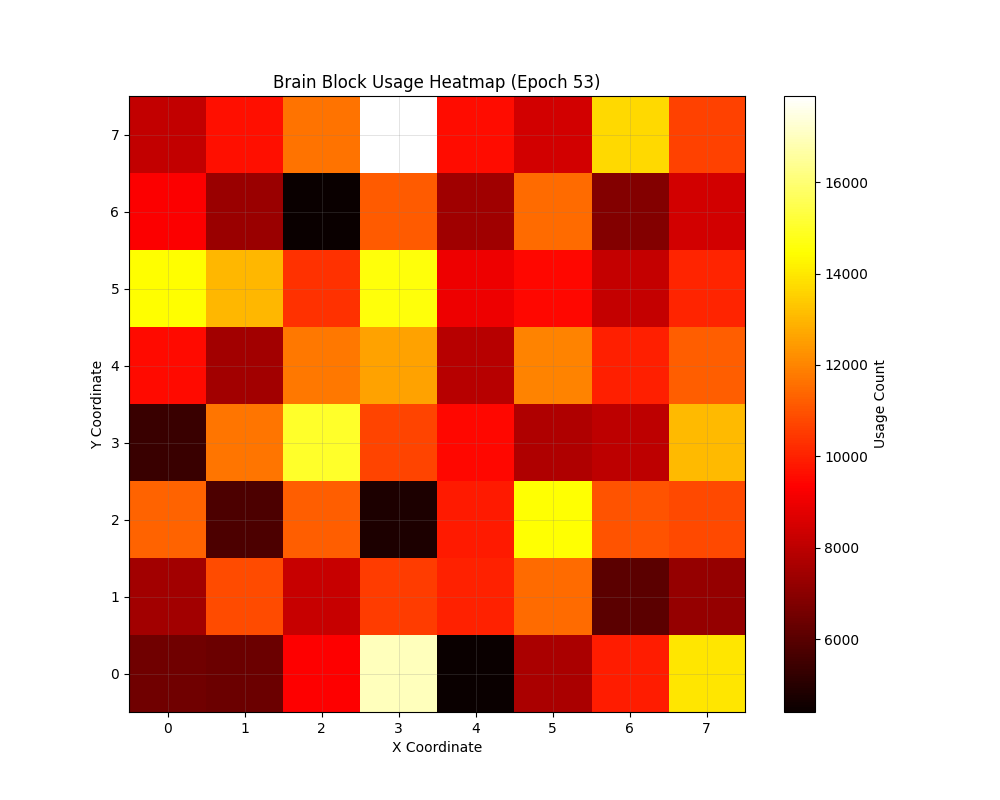 Brain Block Usage Heatmap (Epoch 53)
7
6
5
4
3
2
1
0
Y Coordinate
0 1 2 3 4 5 6 7
X Coordinate
16000
14000
12000
10000
8000
6000
Usage Count